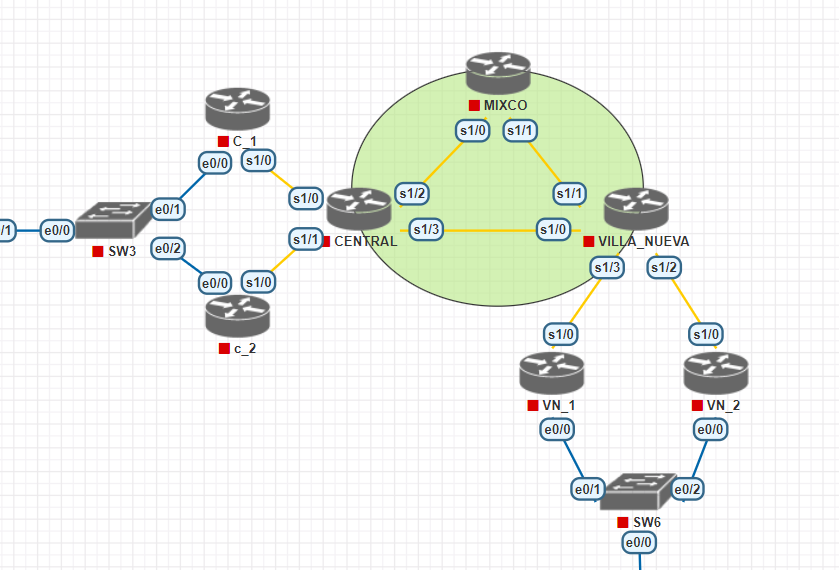 MIXCO
s1/0
s1/1
C_1
e0/0
s1/0
s1/0
s1/2
s1/1
e0/1
/1
e0/0
SW3
e0/2
s1/1
CENTRAL
s1/3
s1/0
VILLA_NUEVA
s1/3
s1/2
e0/0
s1/0
c_2
s1/0
s1/0
VN_1
VN_2
e0/0
e0/0
e0/1
e0/2
SW6
e0/0